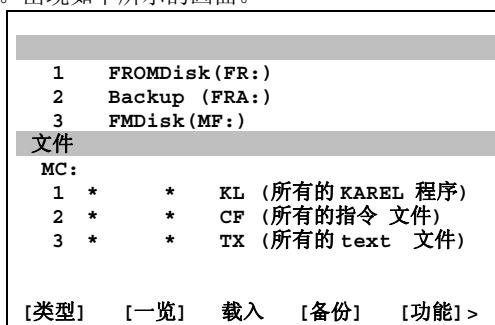 。出现如下所示的画面。
1 FROMDisk(FR:)
2 Backup (FRA:)
3 FMDisk(MF:)
文件
MC:
1 * * KL (所有的 KAREL 程序)
2 * * CF (所有的指令 文件)
3 * * TX (所有的 text 文件)
[类型] [一览] 载入 [备份] [功能]>